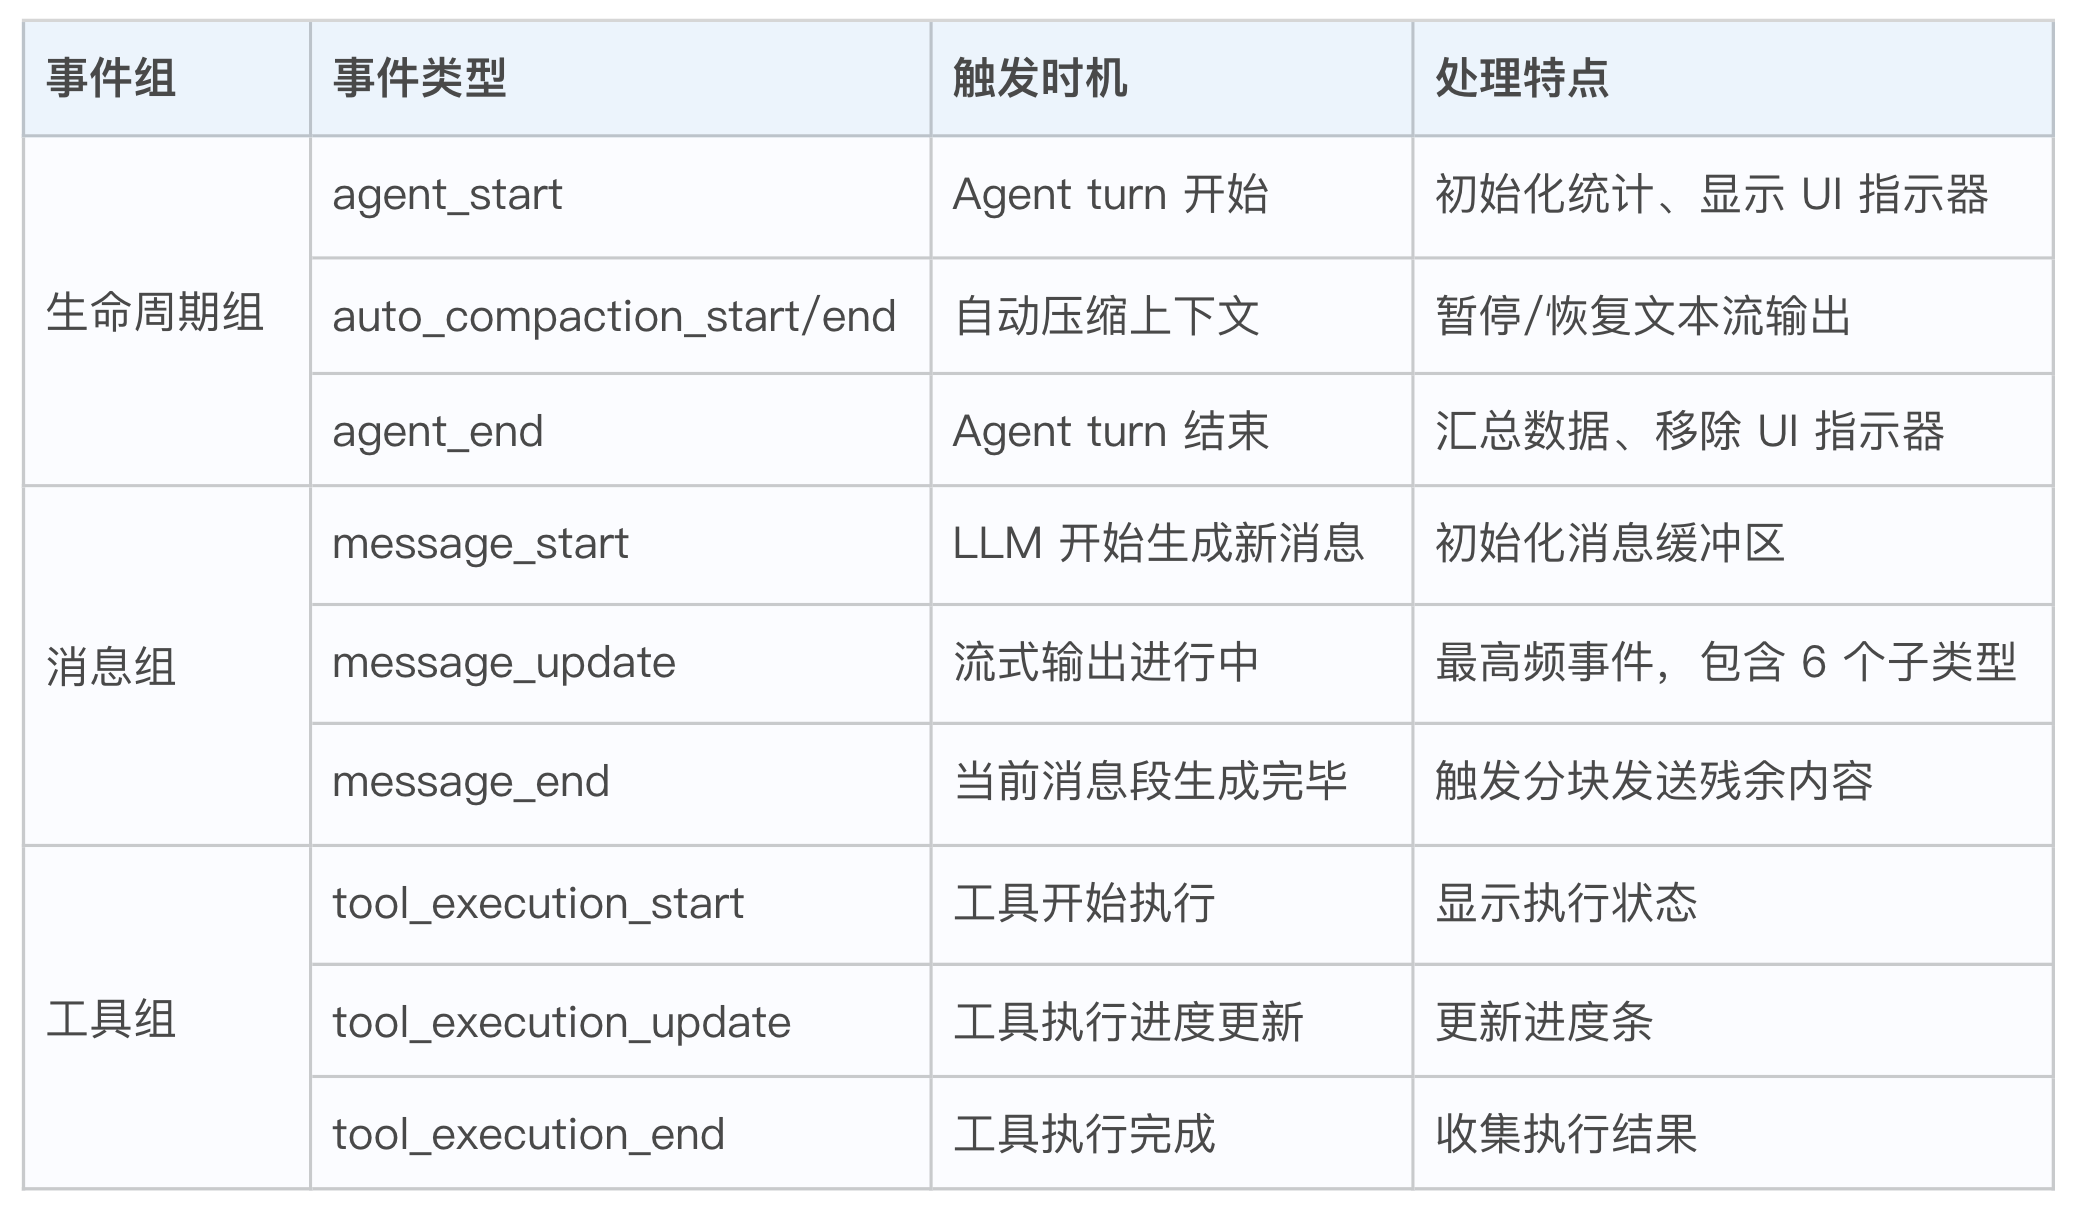 事件组 事件类型 触发时机 处理特点
生命周期组
agent_start Agent turn 开始 初始化统计、显示 UI 指示器
auto_compaction_start/end 自动压缩上下文 暂停/恢复文本流输出
agent_end Agent turn 结束 汇总数据、移除 UI 指示器
消息组
message_start LLM 开始生成新消息 初始化消息缓冲区
message_update 流式输出进行中 最高频事件，包含 6 个子类型
message_end 当前消息段生成完毕 触发分块发送残余内容
工具组
tool_execution_start 工具开始执行 显示执行状态
tool_execution_update 工具执行进度更新 更新进度条
tool_execution_end 工具执行完成 收集执行结果